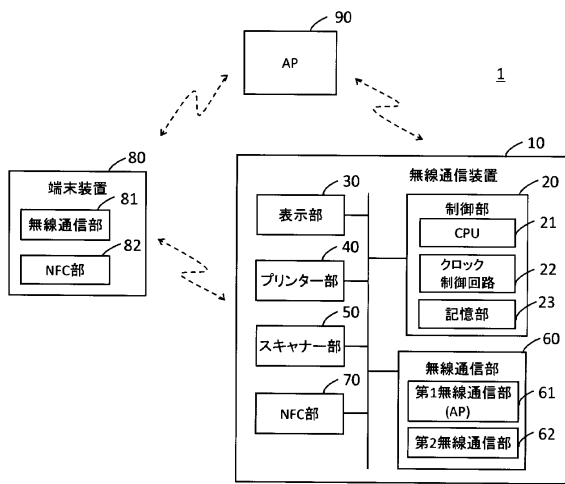 90
AP
1
10
80
端末装置
81
無線通信部
82
NFC部
無線通信装置
30
表示部
40
プリンター部
50
スキャナー部
70
NFC部
20
制御部
21
CPU
22
クロック
制御回路
23
記憶部
60
無線通信部
61
第1無線通信部
(AP)
62
第2無線通信部